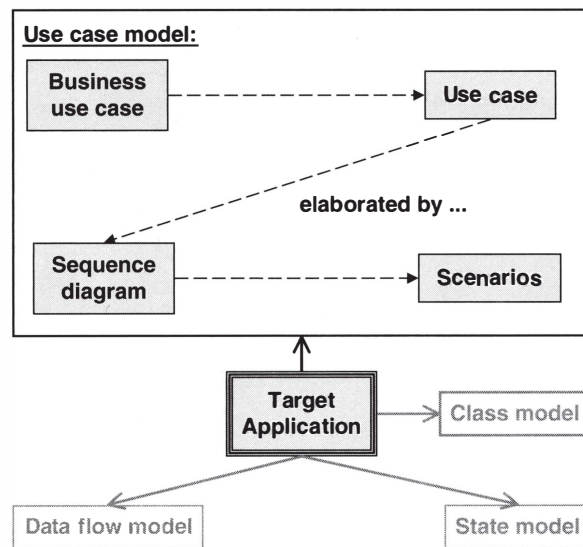 Use case model:
Business
use case
Use case
elaborated by ...
Sequence
diagram
Scenarios
Target
Application
Class model
Data flow model
State model